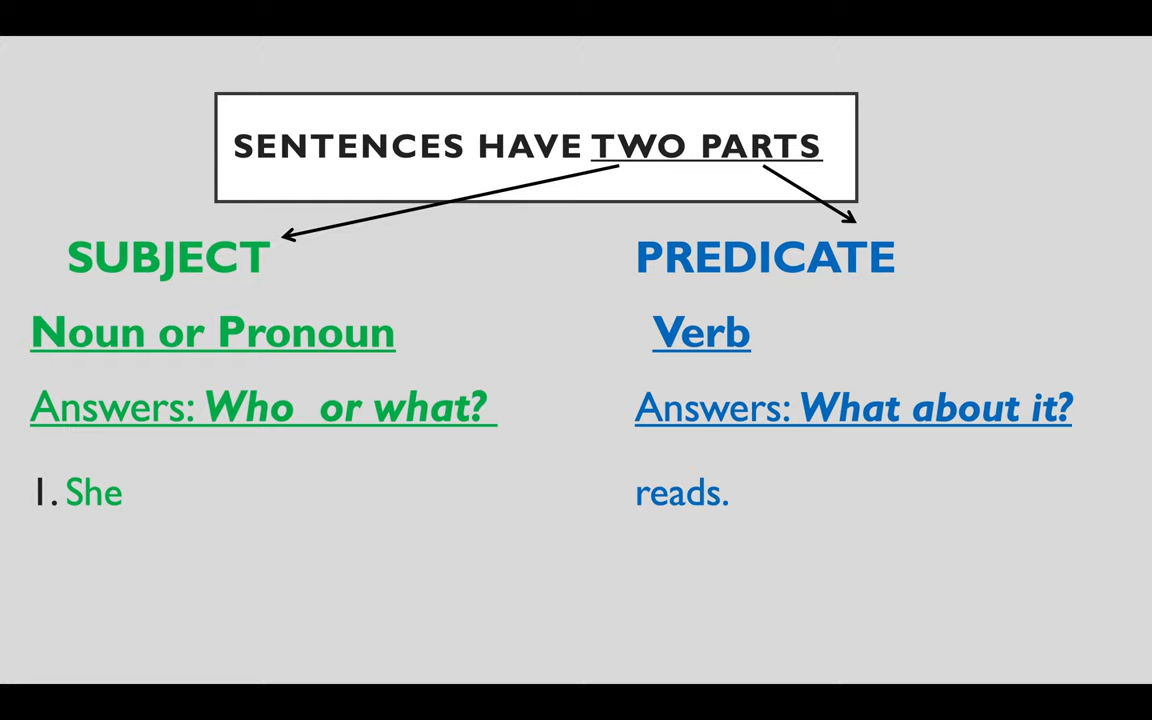 SENTENCES HAVE TWO PARTS
SUBJECT PREDICATE
Noun or Pronoun Verb
Answers: Who or what? Answers: What about it?
1. She reads.